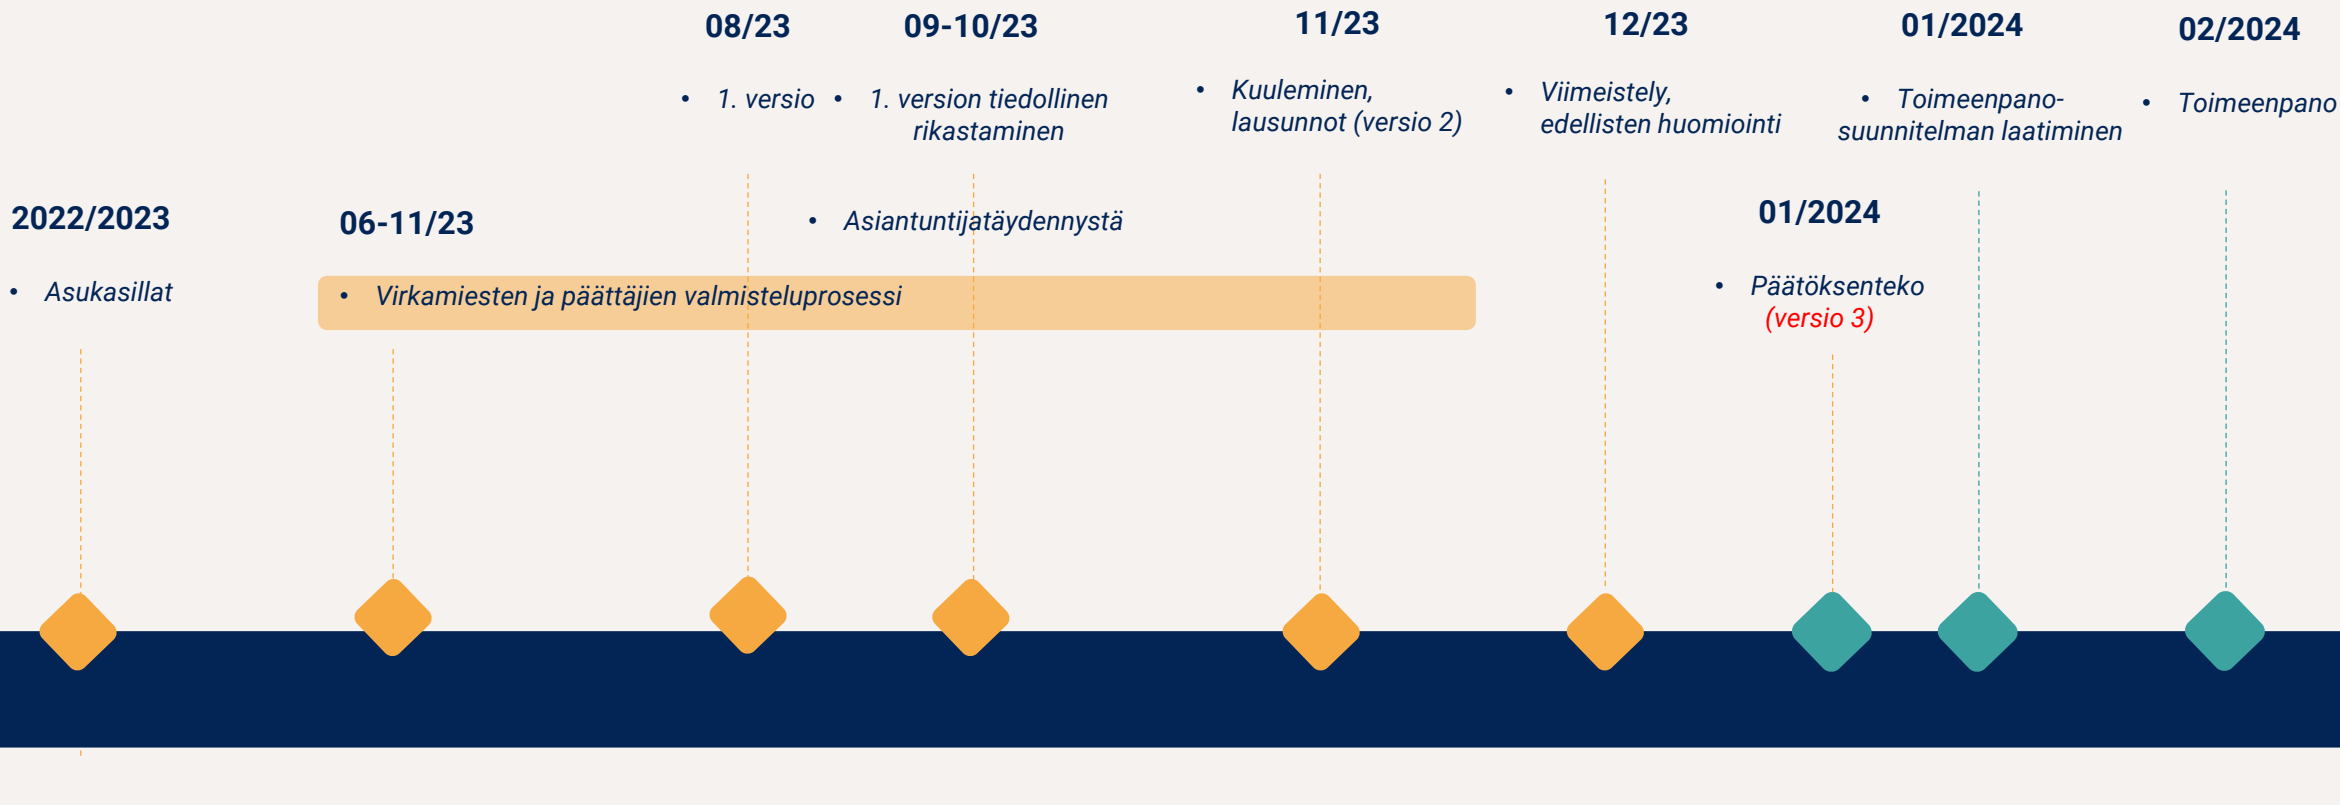 08/23
• 1. versio
09-10/23
• 1. version tiedollinen
rikastaminen
• Asiantuntijatäydennystä
11/23
• Kuuleminen,
lausunnot (versio 2)
12/23
• Viimeistely,
edellisten huomiointi
01/2024
• Toimeenpano-
suunnitelman laatiminen
02/2024
• Toimeenpano
2022/2023
• Asukasillat
06-11/23
• Virkamiesten ja päättäjien valmisteluprosessi
01/2024
• Päätöksenteko
(versio 3)